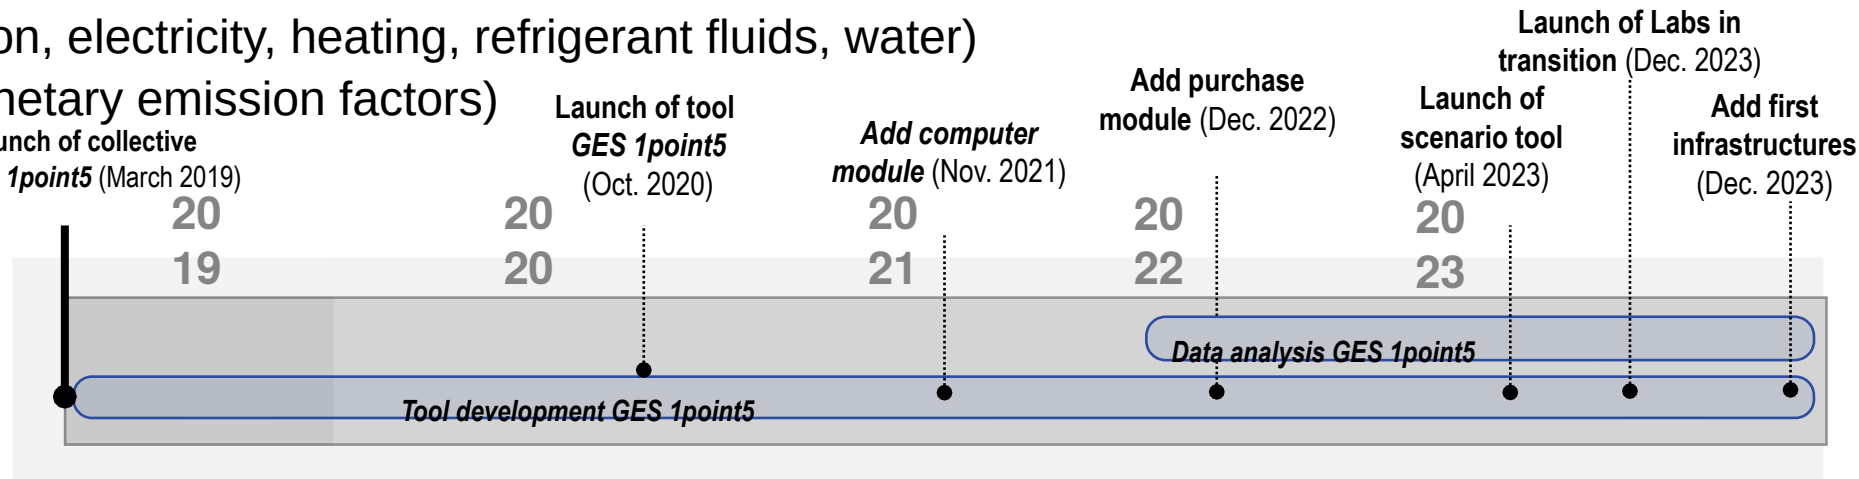 on, electricity, heating, refrigerant fluids, water)
netary emission factors)
unch of collective
1point5 (March 2019)
Launch of tool
GES 1point5
(Oct. 2020)
Add computer
module (Nov. 2021)
Add purchase
module (Dec. 2022)
Launch of
scenario tool
(April 2023)
Launch of Labs in
transition (Dec. 2023)
Add first
infrastructures
(Dec. 2023)
20
19
20
20
20
21
20
22
20
23
Data analysis GES 1point5
Tool development GES 1point5